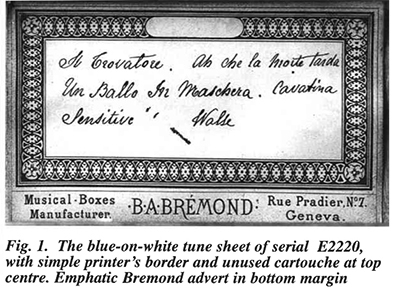 Il Trovatore. Ah che la morte Tarda
Un Ballo In Maschera. Cavatina
Sensitive " Walse
Musical-Boxes Manufacturer. B·A·BRÉMOND: Rue Pradier, Nº7. Geneva.
Fig. 1. The blue-on-white tune sheet of serial E2220,
with simple printer's border and unused cartouche at top
centre. Emphatic Bremond advert in bottom margin